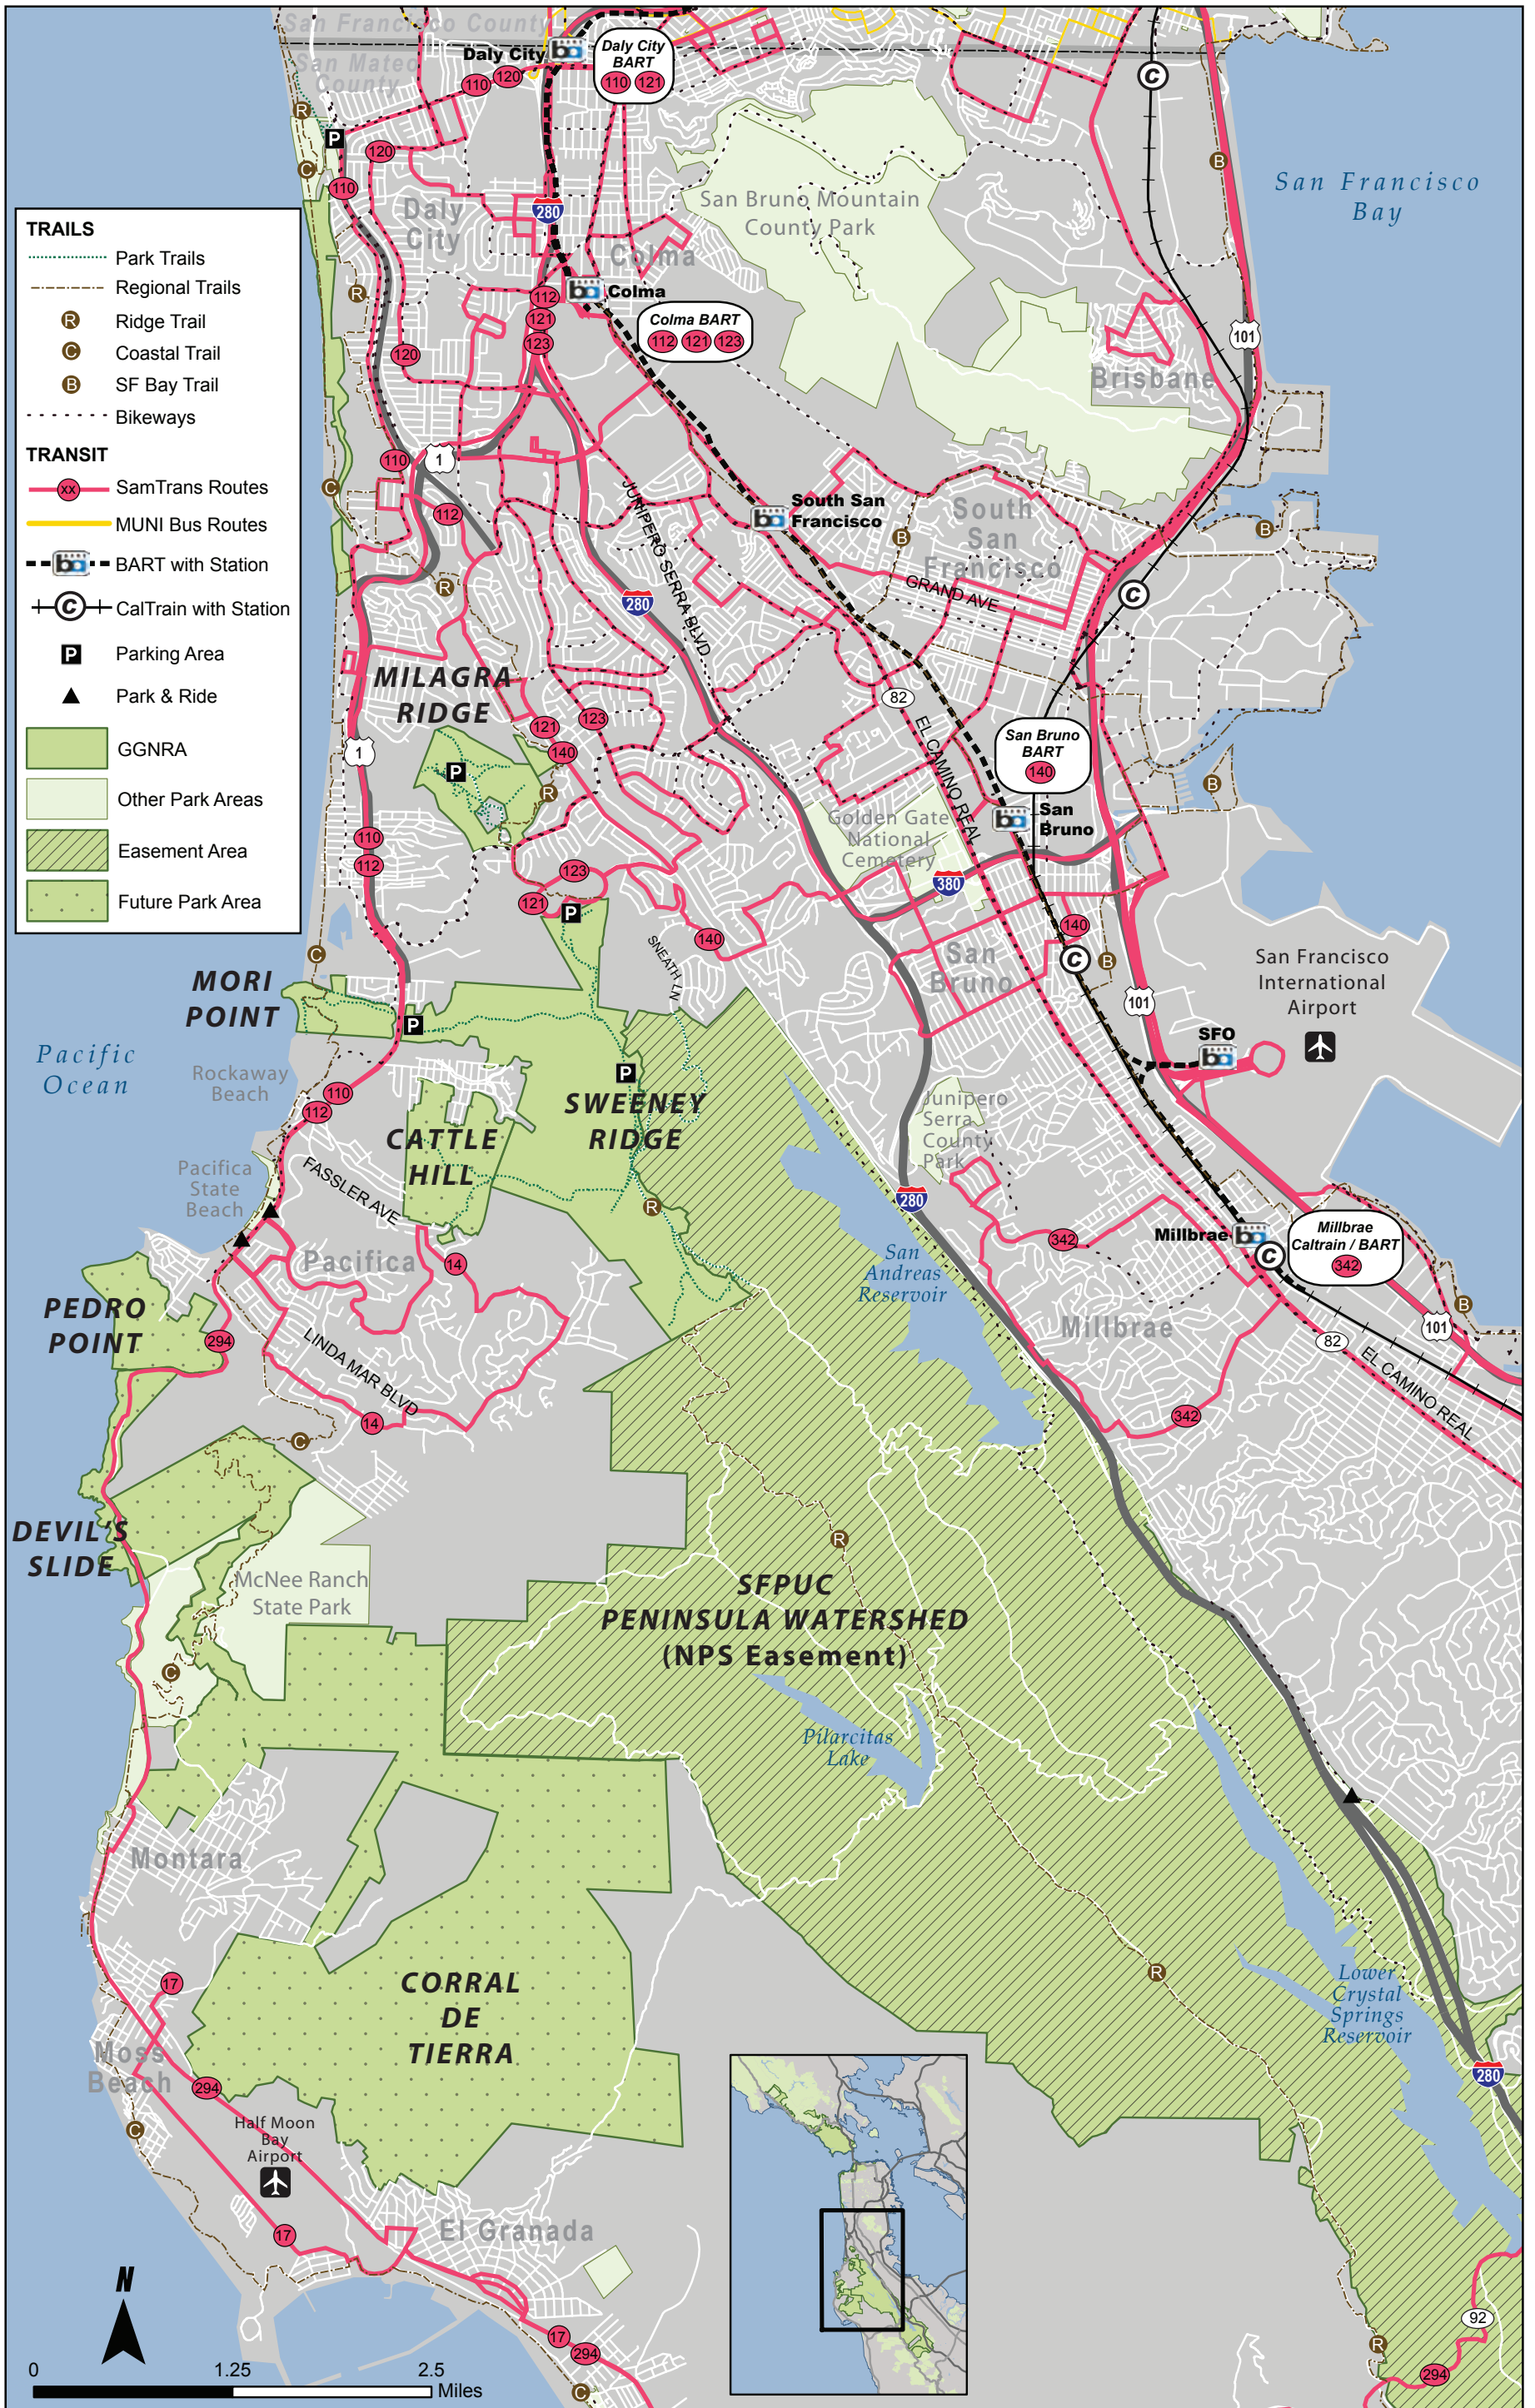 San Francisco County
San Mateo
County
Daly City
Daly City
BART
110 121
110
120
R
P
120
C
110
Daly
City
280
San Bruno Mountain
County Park
C
B
San Francisco
Bay
TRAILS
Park Trails
Regional Trails
R Ridge Trail
C Coastal Trail
B SF Bay Trail
Bikeways
TRANSIT
XX SamTrans Routes
MUNI Bus Routes
ba BART with Station
C CalTrain with Station
P Parking Area
Park & Ride
GGNRA
Other Park Areas
Easement Area
Future Park Area
Colma
Colma
R
112
121
123
Colma BART
112 121 123
120
101
Brisbane
110
1
C
112
JUNIPERO SERRA BLVD
South San
Francisco
South
San
Francisco
B
B
GRAND AVE
C
R
280
MILAGRA
RIDGE
82
EL CAMINO REAL
121
123
140
1
P
R
San Bruno
BART
140
B
San
Bruno
Golden Gate
National
Cemetery
110
112
123
121
P
380
140
SNEATH LN
140
C
B
San
Bruno
C
MORI
POINT
P
101
San Francisco
International
Airport
SFO
Pacific
Ocean
Rockaway
Beach
110
112
P
SWEENEY
RIDGE
CATTLE
HILL
Junipero
Serra
County
Park
Pacifica
State
Beach
FASSLER AVE
R
280
342
Millbrae
C
Millbrae
Caltrain / BART
342
Pacifica
14
San
Andreas
Reservoir
B
PEDRO
POINT
294
LINDA MAR BLVD
Millbrae
101
82
EL CAMINO REAL
14
342
C
DEVIL'S
SLIDE
R
McNee Ranch
State Park
SFPUC
PENINSULA WATERSHED
(NPS Easement)
C
Pilarcitas
Lake
Montara
17
CORRAL
DE
TIERRA
R
Lower
Crystal
Springs
Reservoir
Moss
Beach
294
280
C
Half Moon
Bay
Airport
17
El Granada
N
17
294
C
92
R
294
0 1.25 2.5
Miles